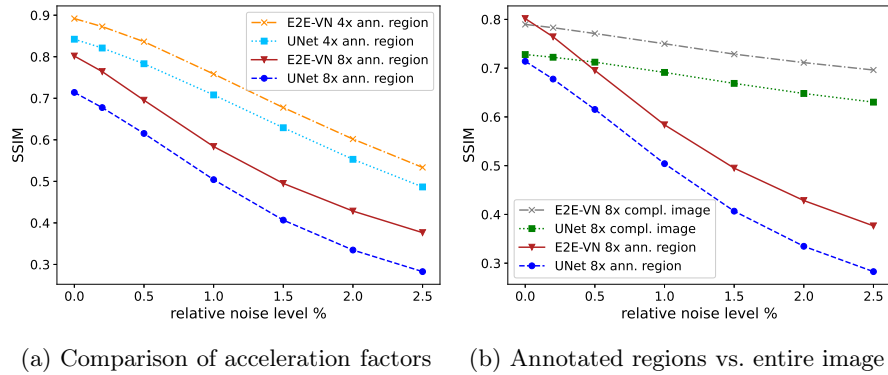 0.9
0.8
0.7
0.6
0.5
0.4
0.3
SSIM
E2E-VN 4x ann. region
UNet 4x ann. region
E2E-VN 8x ann. region
UNet 8x ann. region
0.0 0.2 0.5 1.0 1.5 2.0 2.5
relative noise level %
(a) Comparison of acceleration factors
0.8
0.7
0.6
0.5
0.4
0.3
SSIM
E2E-VN 8x compl. image
UNet 8x compl. image
E2E-VN 8x ann. region
UNet 8x ann. region
0.0 0.2 0.5 1.0 1.5 2.0 2.5
relative noise level %
(b) Annotated regions vs. entire image